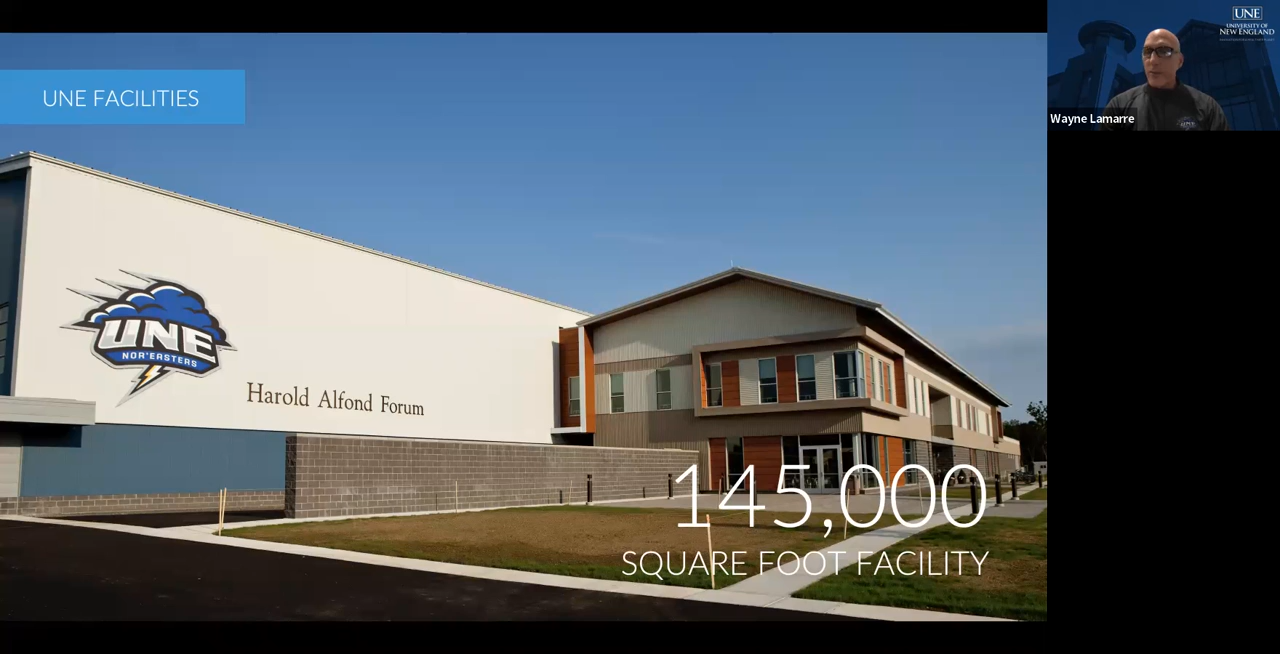 UNE FACILITIES
UNE
NOR'EASTERS
Harold Alfond Forum
145,000
SQUARE FOOT FACILITY
UNE
UNIVERSITY OF
NEW ENGLAND
Wayne Lamarre
UNE